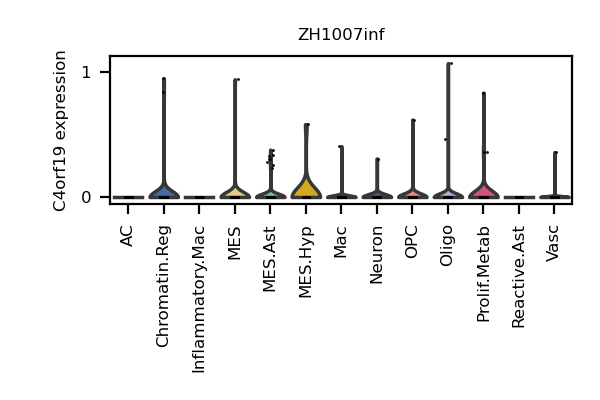 ZH1007inf
C4orf19 expression
1
0
AC
Chromatin.Reg
Inflammatory.Mac
MES
MES.Ast
MES.Hyp
Mac
Neuron
OPC
Oligo
Prolif.Metab
Reactive.Ast
Vasc